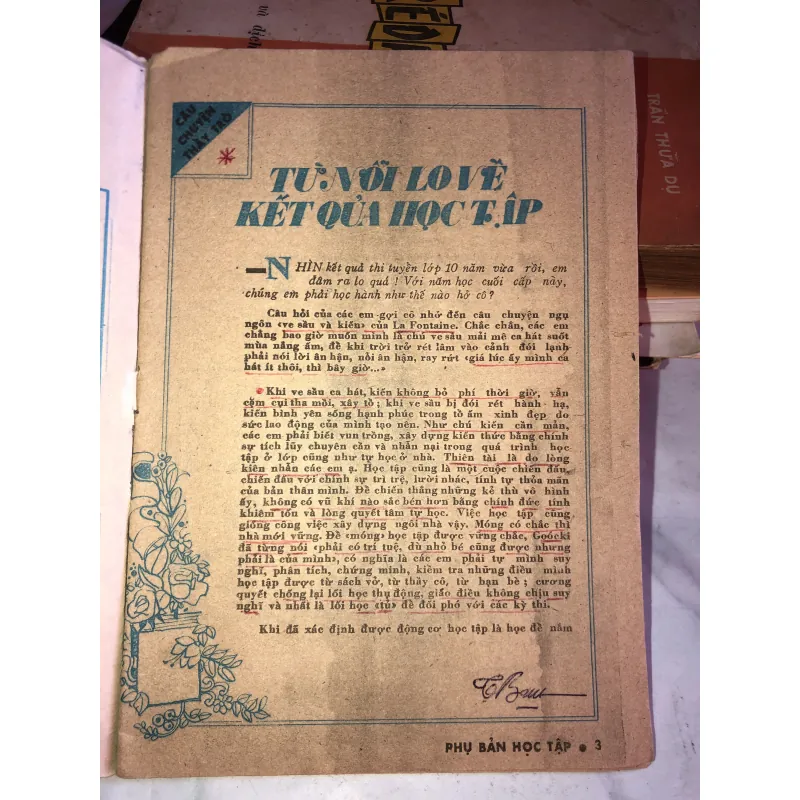 và dịch
TRẦN THỪA DỤ
CÂU
CHUYỆN
THẦY TRÒ
TỪ NỖI LO VỀ
KẾT QUẢ HỌC TẬP
— NHÌN kết quả thi tuyển lớp 10 năm vừa rồi, em
đâm ra lo quá ! Với năm học cuối cấp này,
chúng em phải học hành như thế nào hở cô ?
Câu hỏi của các em gợi cô nhớ đến câu chuyện ngụ
ngôn «ve sầu và kiến» của La Fontaine. Chắc chắn, các em
chẳng bao giờ muốn mình là chú ve sầu mải mê ca hát suốt
mùa nắng ấm, để khi trời trở rét lâm vào cảnh đói lạnh
phải nói lời ân hận, nỗi ân hận, ray rứt «giá lúc ấy mình ca
hát ít thôi, thì bây giờ...»
Khi ve sầu ca hát, kiến không bỏ phí thời giờ, vẫn
cặm cụi tha mồi, xây tổ ; khi ve sầu bị đói rét hành hạ,
kiến bình yên sống hạnh phúc trong tổ ấm xinh đẹp do
sức lao động của mình tạo nên. Như chú kiến cần mẫn,
các em phải biết vun trồng, xây dựng kiến thức bằng chính
sự tích lũy chuyên cần và nhẫn nại trong quá trình học
tập ở lớp cũng như tự học ở nhà. Thiên tài là do lòng
kiên nhẫn các em ạ. Học tập cũng là một cuộc chiến đấu,
chiến đấu với chính sự trì trệ, lười nhác, tính tự thỏa mãn
của bản thân mình. Để chiến thắng những kẻ thù vô hình
ấy, không có vũ khí nào sắc bén hơn bằng chính đức tính
khiêm tốn và lòng quyết tâm tự học. Việc học tập cũng
giống công việc xây dựng ngôi nhà vậy. Móng có chắc thì
nhà mới vững. Để «móng» học tập được vững chắc, Goócki
đã từng nói «phải có trí tuệ, dù nhỏ bé cũng được nhưng
phải là của mình», có nghĩa là các em phải tự mình suy
nghĩ, phân tích, chứng minh, kiểm tra những điều mình
học tập được từ sách vở, từ thầy cô, từ bạn bè ; cương
quyết chống lại lối học thụ động, giáo điều không chịu suy
nghĩ và nhất là lối học «tủ» để đối phó với các kỳ thi.
Khi đã xác định được động cơ học tập là học để nắm
PHỤ BẢN HỌC TẬP • 3